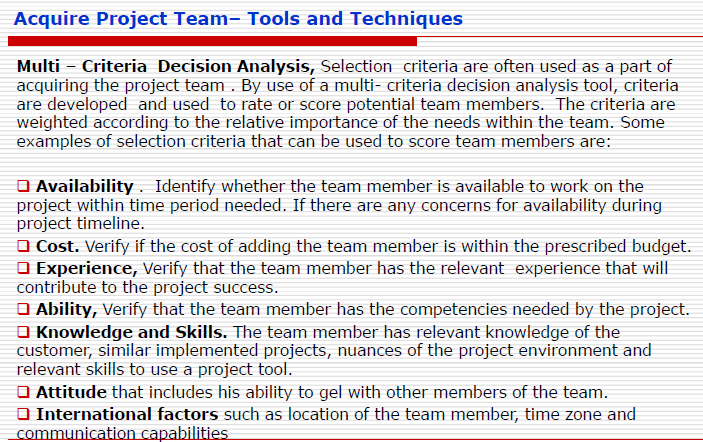 Acquire Project Team– Tools and Techniques
Multi – Criteria  Decision Analysis, Selection  criteria are often used as a part of
acquiring the project team . By use of a multi- criteria decision analysis tool, criteria
are developed  and used  to rate or score potential team members.  The criteria are
weighted according to the relative importance of the needs within the team. Some
examples of selection criteria that can be used to score team members are:
❑ Availability .  Identify whether the team member is available to work on the
project within time period needed. If there are any concerns for availability during
project timeline.
❑ Cost. Verify if the cost of adding the team member is within the prescribed budget.
❑ Experience, Verify that the team member has the relevant  experience that will
contribute to the project success.
❑ Ability, Verify that the team member has the competencies needed by the project.
❑ Knowledge and Skills. The team member has relevant knowledge of the
customer, similar implemented projects, nuances of the project environment and
relevant skills to use a project tool.
❑ Attitude that includes his ability to gel with other members of the team.
❑ International factors such as location of the team member, time zone and
communication capabilities